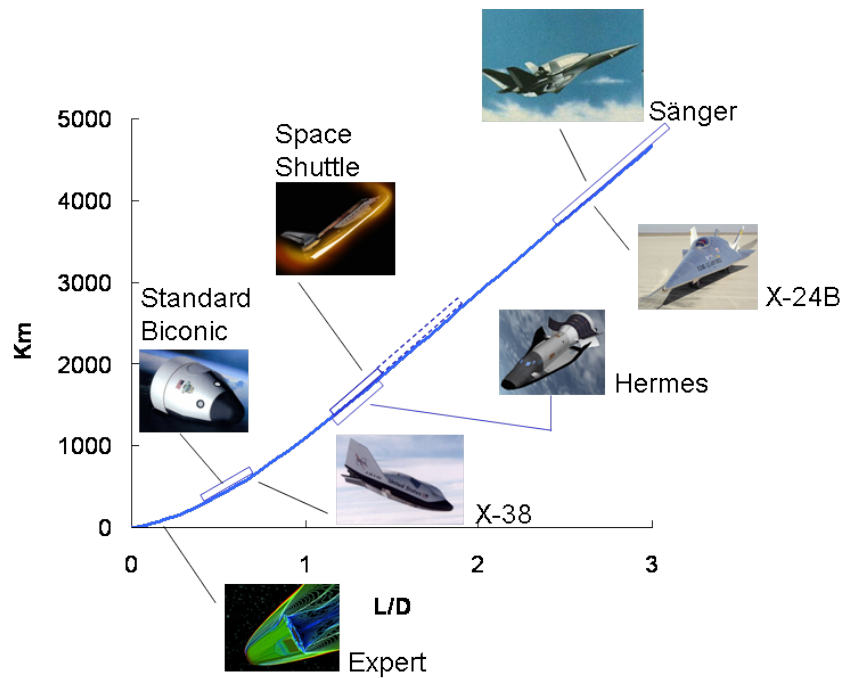 Sänger
5000
Space
Shuttle
4000
X-24B
3000
Standard
Biconic
Km
2000
Hermes
1000
X-38
0
0
1
2
3
L/D
Expert